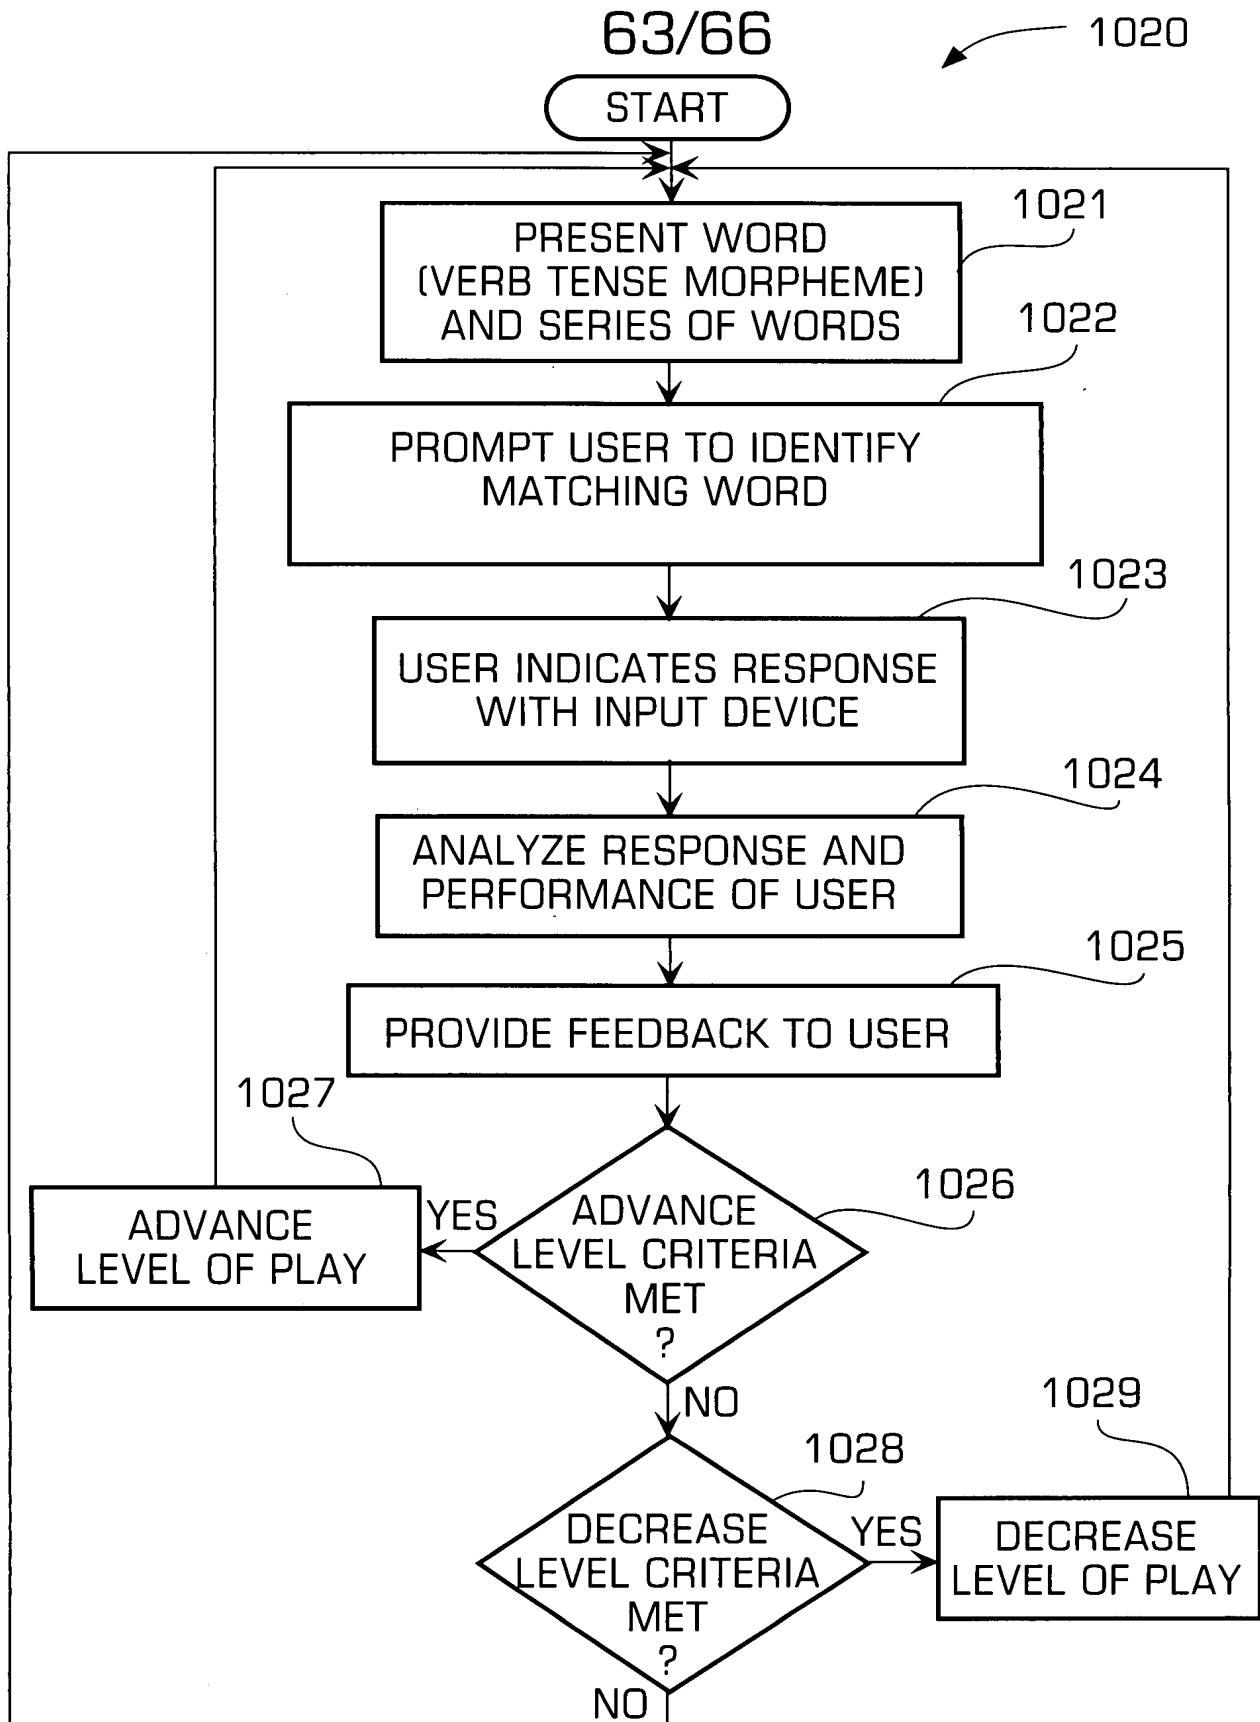 63/66
1020
START
1021
PRESENT WORD
(VERB TENSE MORPHEME)
AND SERIES OF WORDS
1022
PROMPT USER TO IDENTIFY
MATCHING WORD
1023
USER INDICATES RESPONSE
WITH INPUT DEVICE
1024
ANALYZE RESPONSE AND
PERFORMANCE OF USER
1025
PROVIDE FEEDBACK TO USER
1027
ADVANCE
LEVEL OF PLAY
YES
1026
ADVANCE
LEVEL CRITERIA
MET
?
NO
1028
DECREASE
LEVEL CRITERIA
MET
?
YES
1029
DECREASE
LEVEL OF PLAY
NO